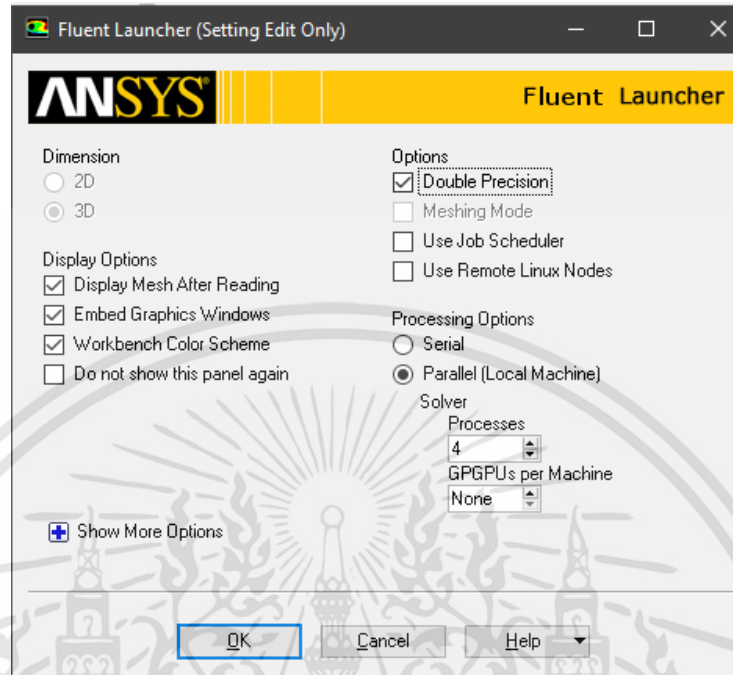 Fluent Launcher (Setting Edit Only)
ANSYS®
Fluent Launcher
Dimension
2D
3D
Display Options
Display Mesh After Reading
Embed Graphics Windows
Workbench Color Scheme
Do not show this panel again
Show More Options
Options
Double Precision
Meshing Mode
Use Job Scheduler
Use Remote Linux Nodes
Processing Options
Serial
Parallel (Local Machine)
Solver
Processes
4
GPGPUs per Machine
None
OK
Cancel
Help